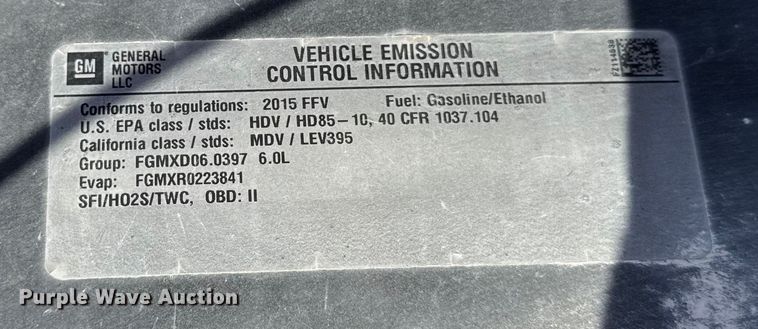 GM GENERAL MOTORS LLC
VEHICLE EMISSION
CONTROL INFORMATION
Conforms to regulations: 2015 FFV Fuel: Gasoline/Ethanol
U.S. EPA class / stds: HDV / HD85-10, 40 CFR 1037.104
California class / stds: MDV / LEV395
Group: FGMXD06.0397 6.0L
Evap: FGMXR0223841
SFI/HO2S/TWC, OBD: II
Purple Wave Auction